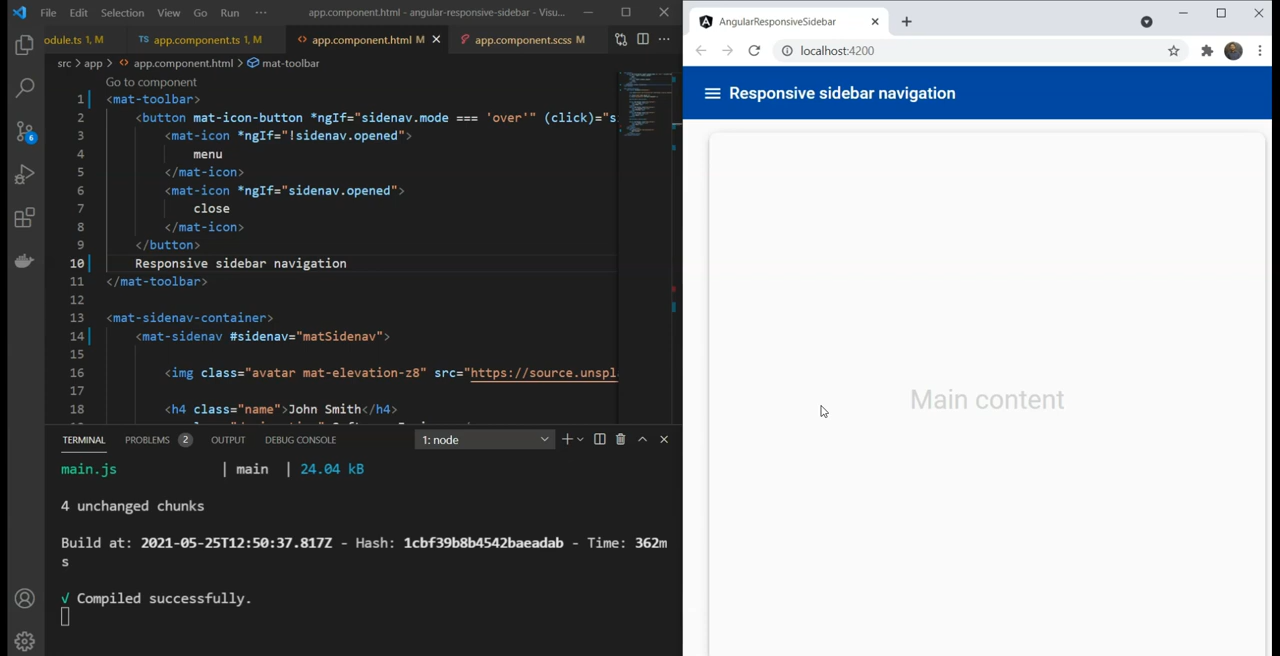 File Edit Selection View Go Run ··· app.component.html - angular-responsive-sidebar - Visu...
odule.ts 1, M TS app.component.ts 1, M <> app.component.html M app.component.scss M ···
src > app > <> app.component.html > mat-toolbar
Go to component
1 <mat-toolbar>
2 <button mat-icon-button *ngIf="sidenav.mode === 'over'" (click)="s
3 <mat-icon *ngIf="!sidenav.opened">
4 menu
5 </mat-icon>
6 <mat-icon *ngIf="sidenav.opened">
7 close
8 </mat-icon>
9 </button>
10 Responsive sidebar navigation
11 </mat-toolbar>
12
13 <mat-sidenav-container>
14 <mat-sidenav #sidenav="matSidenav">
15
16 <img class="avatar mat-elevation-z8" src="https://source.unspl
17
18 <h4 class="name">John Smith</h4>
6
TERMINAL PROBLEMS 2 OUTPUT DEBUG CONSOLE 1: node
main.js | main | 24.04 kB
4 unchanged chunks
Build at: 2021-05-25T12:50:37.817Z - Hash: 1cbf39b8b4542baeadab - Time: 362m
s
√ Compiled successfully.
AngularResponsiveSidebar
localhost:4200
Responsive sidebar navigation
Main content